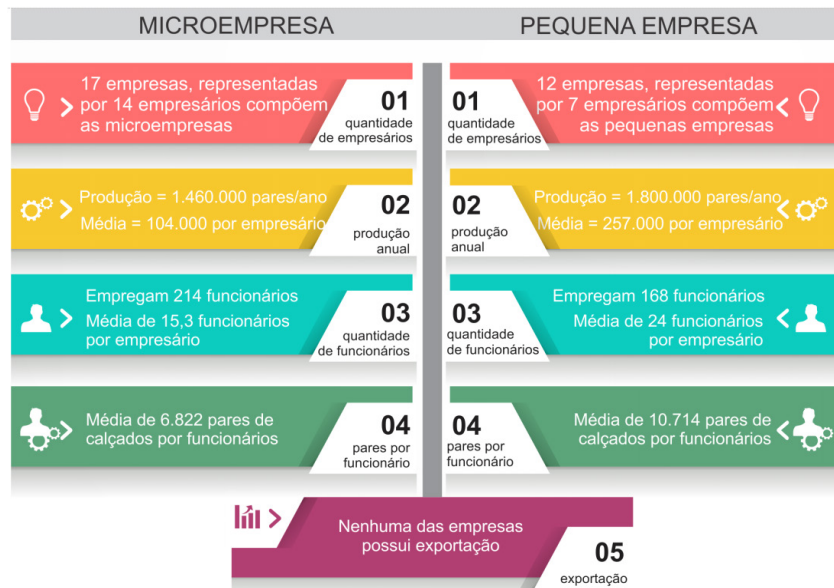 MICROEMPRESA
PEQUENA EMPRESA
17 empresas, representadas
por 14 empresários compõem
as microempresas
01
quantidade
de empresários
01
quantidade
de empresários
12 empresas, representadas
por 7 empresários compõem
as pequenas empresas
Produção = 1.460.000 pares/ano
Média = 104.000 por empresário
02
produção
anual
02
produção
anual
Produção = 1.800.000 pares/ano
Média = 257.000 por empresário
Empregam 214 funcionários
Média de 15,3 funcionários
por empresário
03
quantidade
de funcionários
03
quantidade
de funcionários
Empregam 168 funcionários
Média de 24 funcionários
por empresário
Média de 6.822 pares de
calçados por funcionários
04
pares por
funcionário
04
pares por
funcionário
Média de 10.714 pares de
calçados por funcionários
Nenhuma das empresas
possui exportação
05
exportação